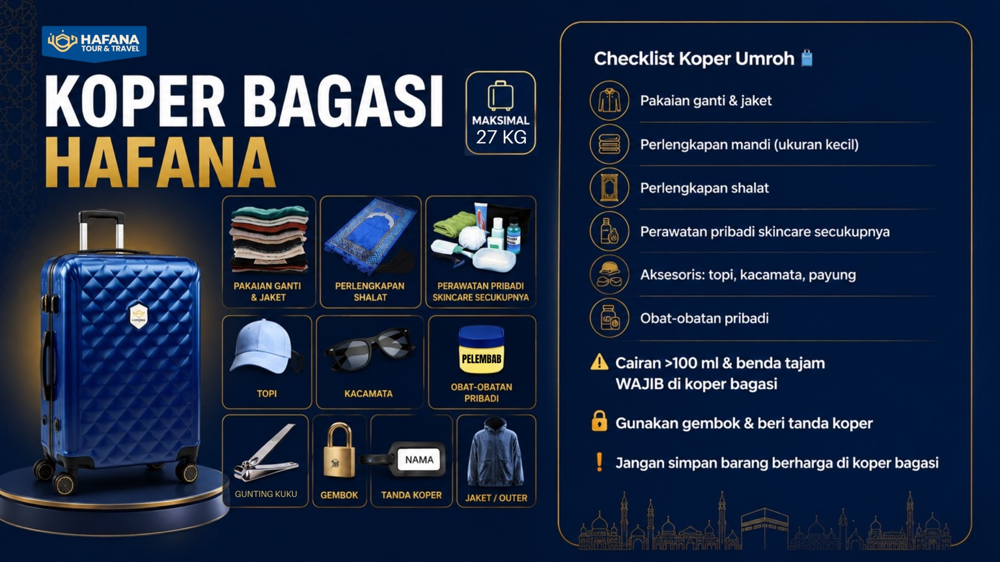 HAFANA
TOUR & TRAVEL
KOPER BAGASI
HAFANA
MAKSIMAL
27 KG
PAKAIAN GANTI
& JAKET
PERLENGKAPAN
SHALAT
PERAWATAN PRIBADI
SKINCARE SECUKUPNYA
TOPI
KACAMATA
PELEMBAB
OBAT-OBATAN
PRIBADI
GUNTING KUKU
GEMBOK
NAMA
TANDA KOPER
JAKET / OUTER
Checklist Koper Umroh
Pakaian ganti & jaket
Perlengkapan mandi (ukuran kecil)
Perlengkapan shalat
Perawatan pribadi skincare secukupnya
Aksesoris: topi, kacamata, payung
Obat-obatan pribadi
Cairan >100 ml & benda tajam
WAJIB di koper bagasi
Gunakan gembok & beri tanda koper
Jangan simpan barang berharga di koper bagasi